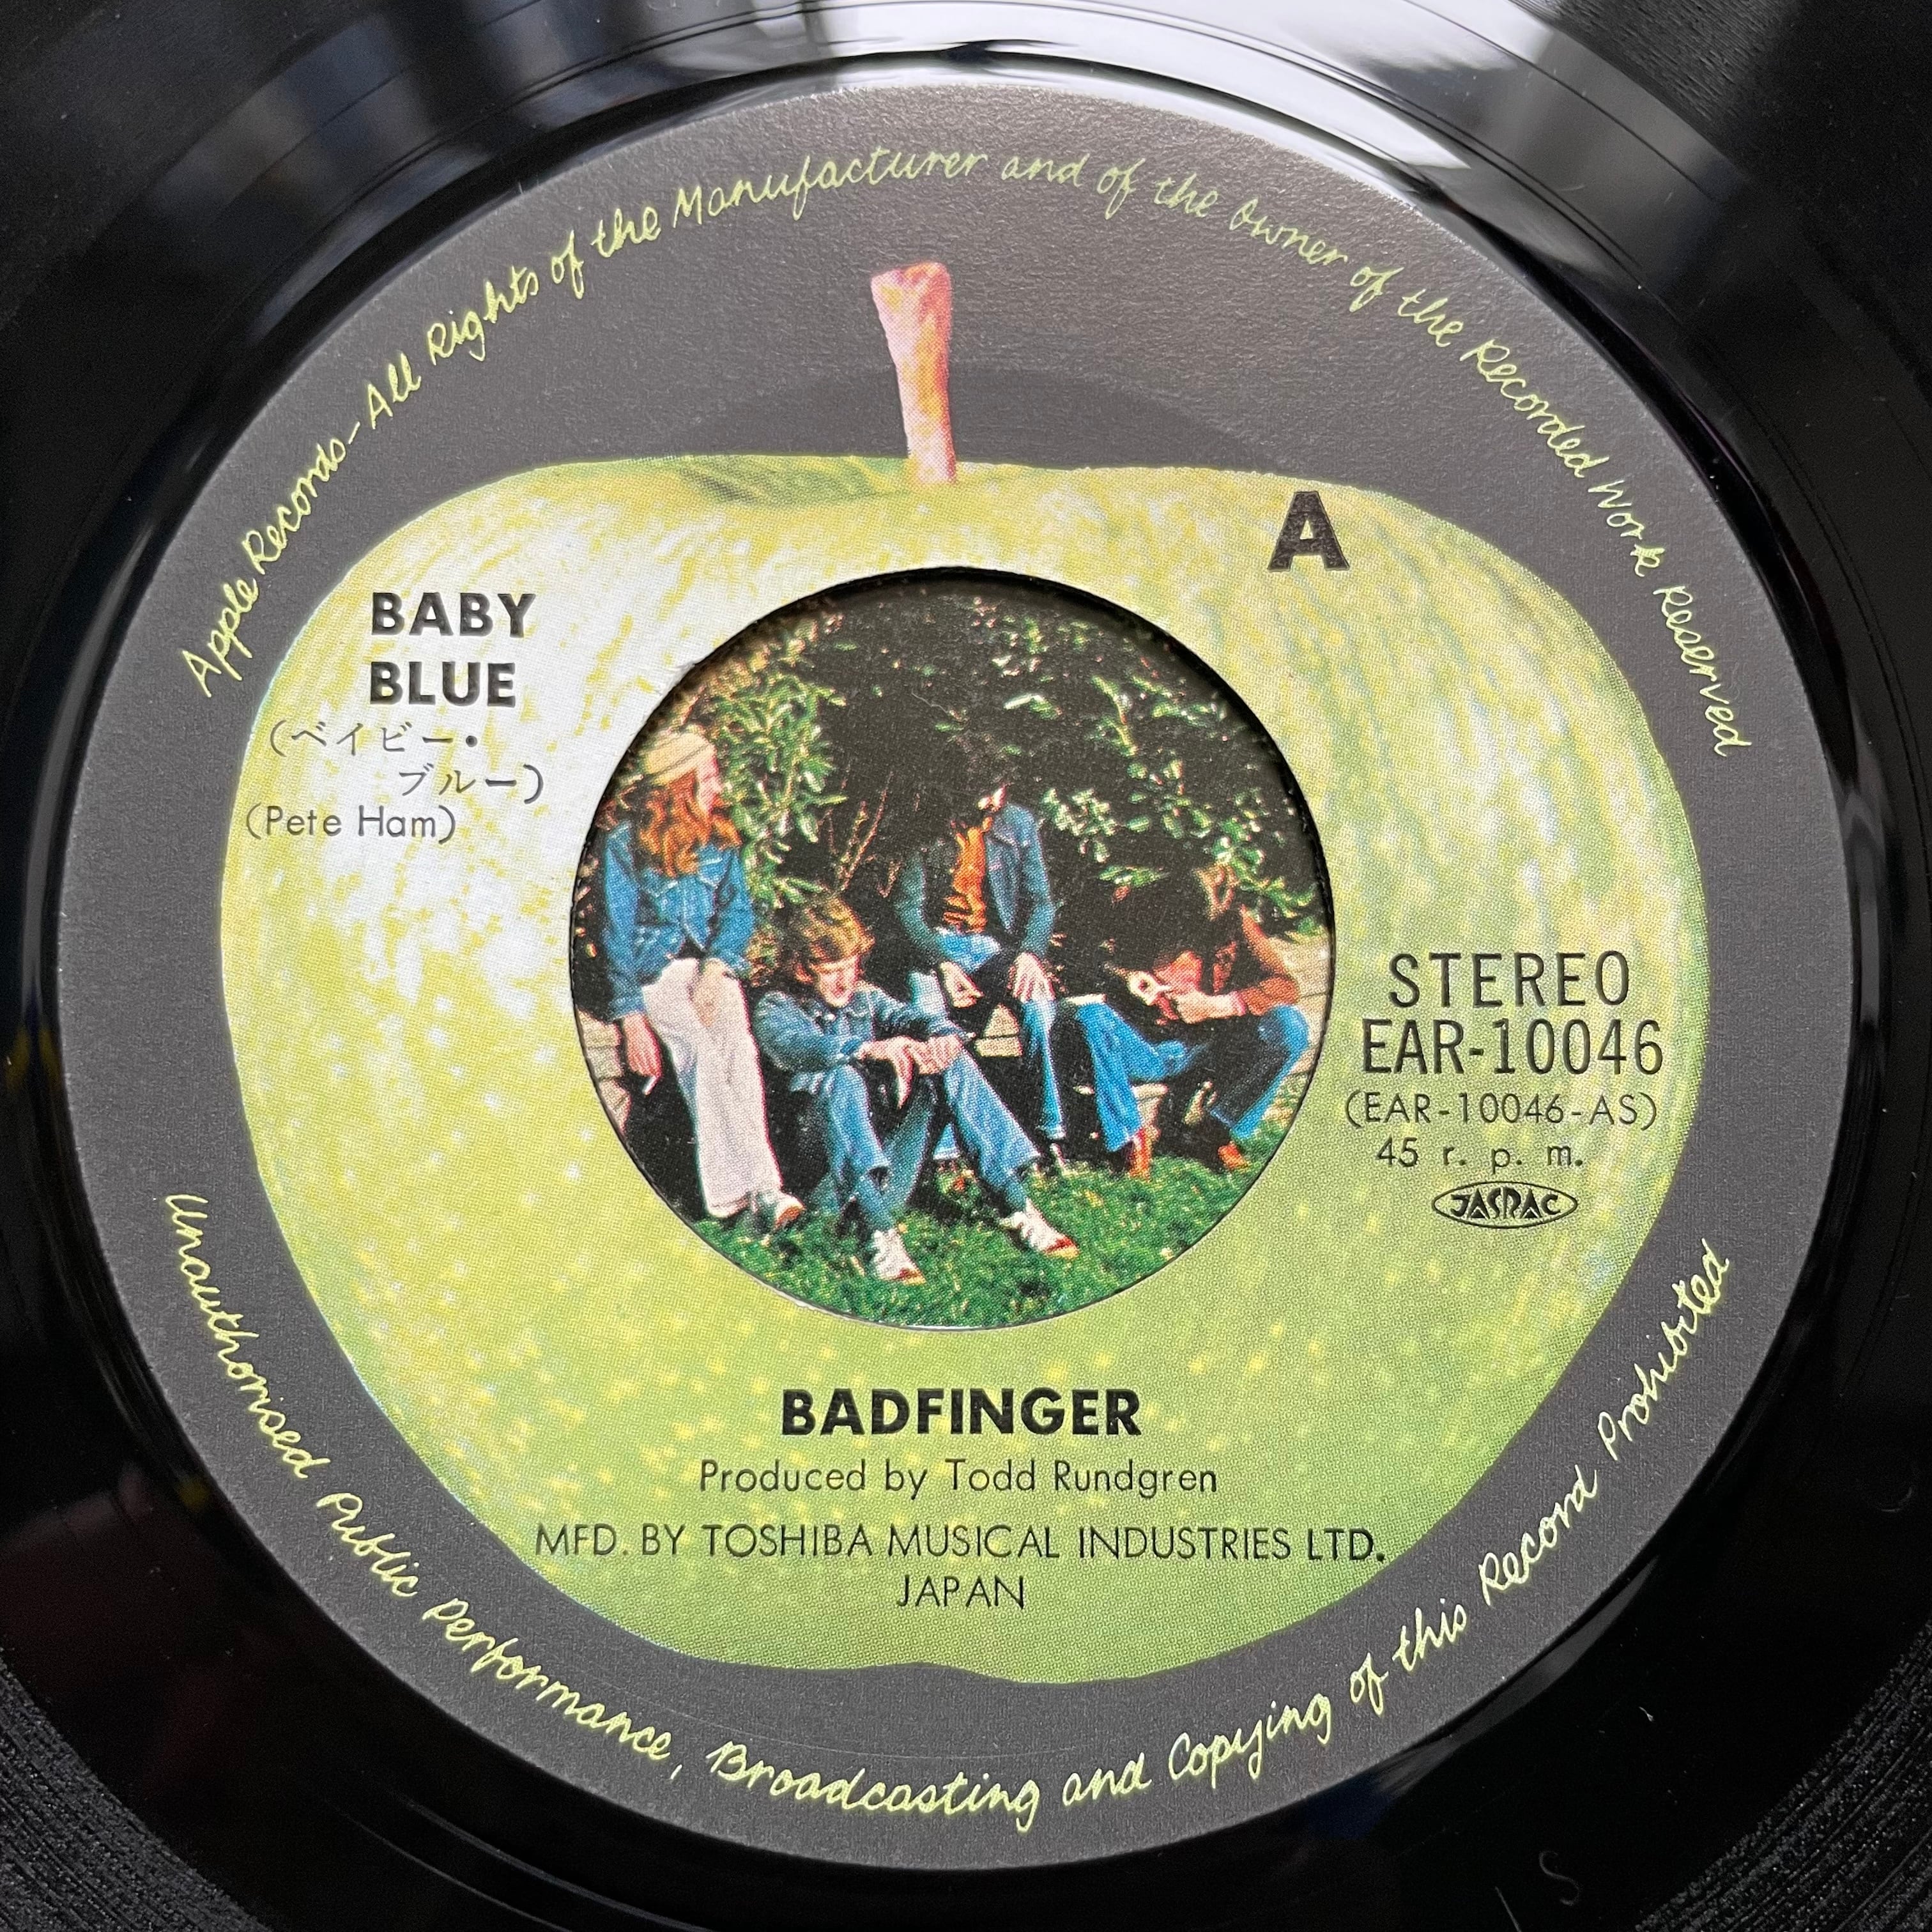 Apple Records-All Rights of the Manufacturer and of the Owner of the Recorded Work Reserved
A
BABY
BLUE
(ベイビー・
ブルー)
(Pete Ham)
STEREO
EAR-10046
(EAR-10046-AS)
45 r. p. m.
JASRAC
BADFINGER
Produced by Todd Rundgren
MFD. BY TOSHIBA MUSICAL INDUSTRIES LTD.
JAPAN
Unauthorised Public Performance, Broadcasting and Copying of this Record Prohibited